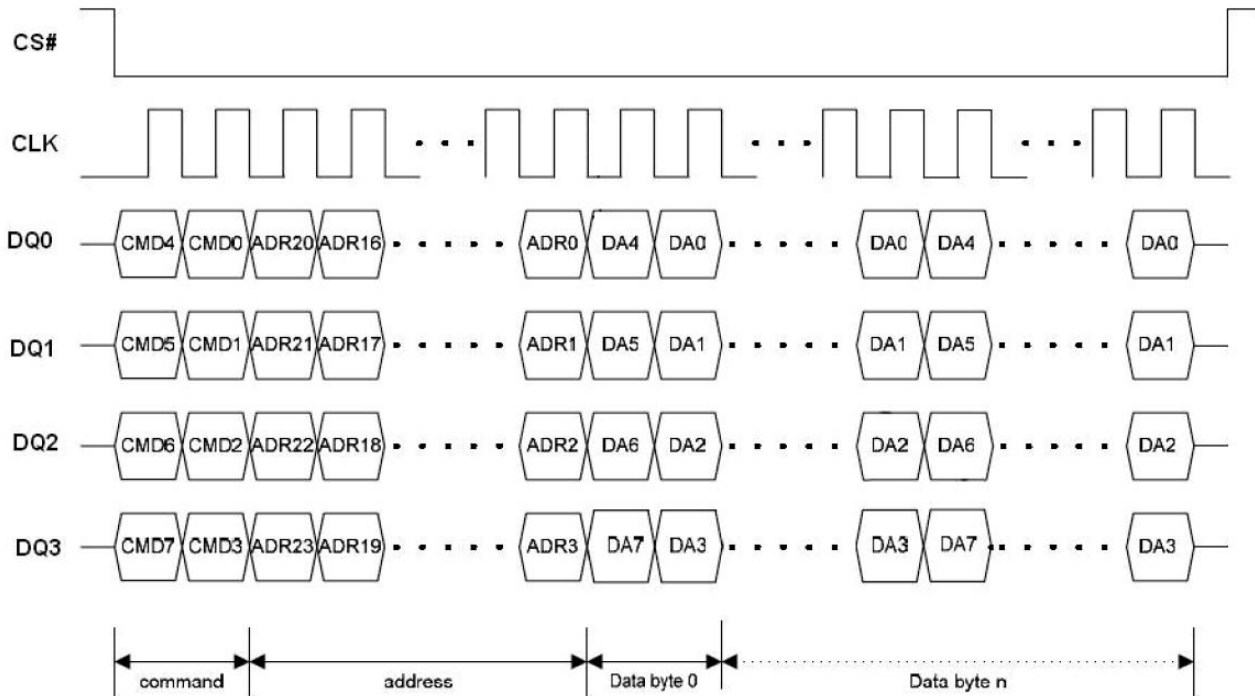 CS#
CLK
DQ0 CMD4 CMD0 ADR20 ADR16 ADR0 DA4 DA0 DA0 DA4 DA0
DQ1 CMD5 CMD1 ADR21 ADR17 ADR1 DA5 DA1 DA1 DA5 DA1
DQ2 CMD6 CMD2 ADR22 ADR18 ADR2 DA6 DA2 DA2 DA6 DA2
DQ3 CMD7 CMD3 ADR23 ADR19 ADR3 DA7 DA3 DA3 DA7 DA3
command address Data byte 0 Data byte n